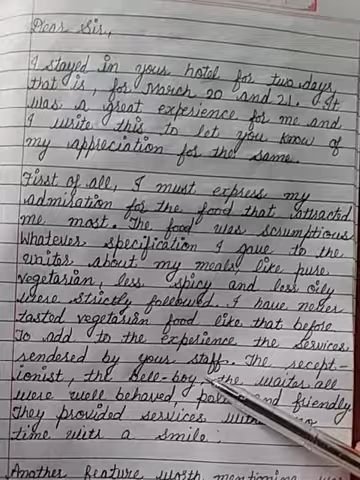 Dear Sir,
I stayed in your hotel for two days,
that is, for March 20 and 21. It
was a great experience for me and
I write this to let you know of
my appreciation for the same.
First of all, I must express my
admiration for the food that attracted
me most. The food was scrumptious
Whatever specification I gave to the
waiter about my meals, like pure
vegetarian, less spicy and less oily
were strictly followed. I have never
tasted vegetarian food like that before
To add to the experience the services
rendered by your staff. The recept-
ionist, the bell-boy, the waiter all
were well behaved, and friendly
They provided services
time with a smile.
Another feature worth mentioning